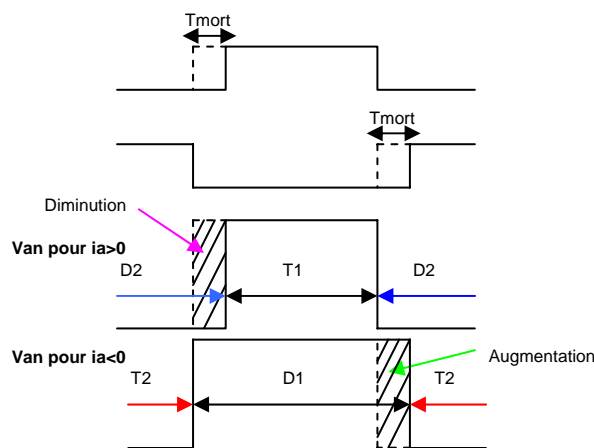 Tmort
Tmort
Diminution
Van pour ia>0
D2
T1
D2
Van pour ia<0
Augmentation
T2
D1
T2